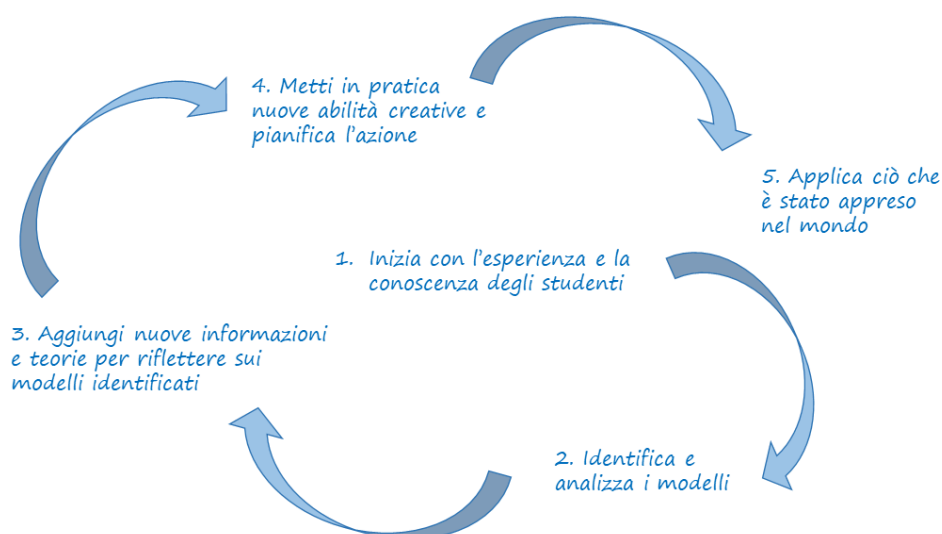 4. Metti in pratica
nuove abilità creative e
pianifica l'azione
5. Applica ciò che
è stato appreso
nel mondo
1. Inizia con l'esperienza e la
conoscenza degli studenti
3. Aggiungi nuove informazioni
e teorie per riflettere sui
modelli identificati
2. Identifica e
analizza i modelli